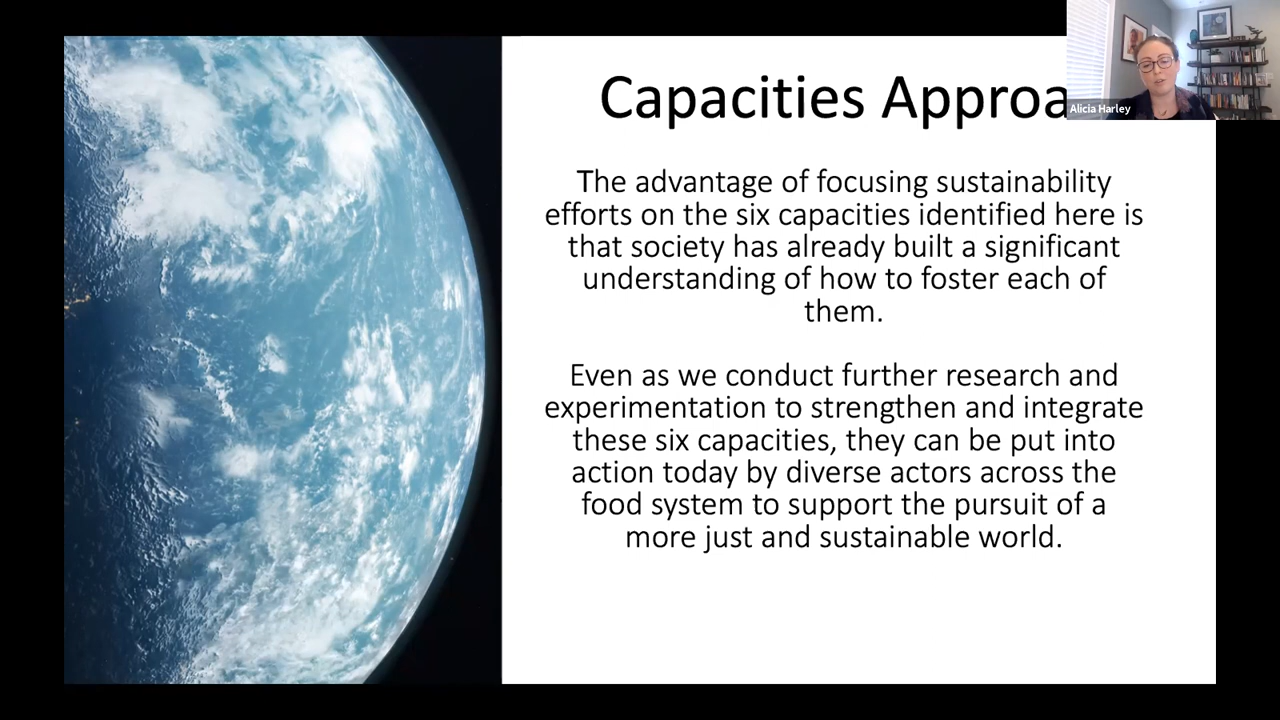 Capacities Approa
Alicia Harley
The advantage of focusing sustainability
efforts on the six capacities identified here is
that society has already built a significant
understanding of how to foster each of
them.
Even as we conduct further research and
experimentation to strengthen and integrate
these six capacities, they can be put into
action today by diverse actors across the
food system to support the pursuit of a
more just and sustainable world.